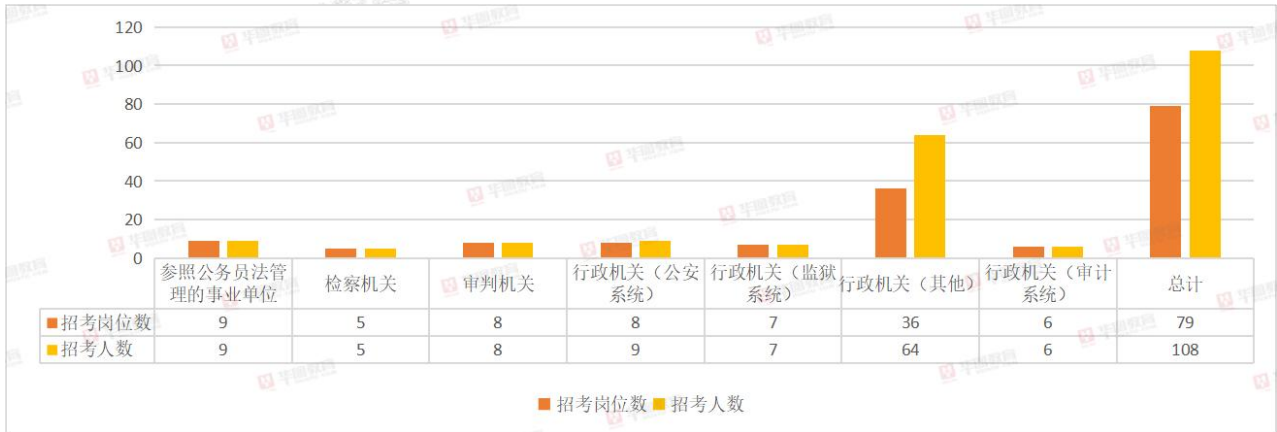 120
100
80
60
40
20
0
参照公务员法管 检察机关 审判机关 行政机关（公安 行政机关（监狱 行政机关（其他） 行政机关（审计 总计
理的事业单位 系统） 系统） 系统）
招考岗位数 9 5 8 8 7 36 6 79
招考人数 9 5 8 9 7 64 6 108
招考岗位数 招考人数
华图教育